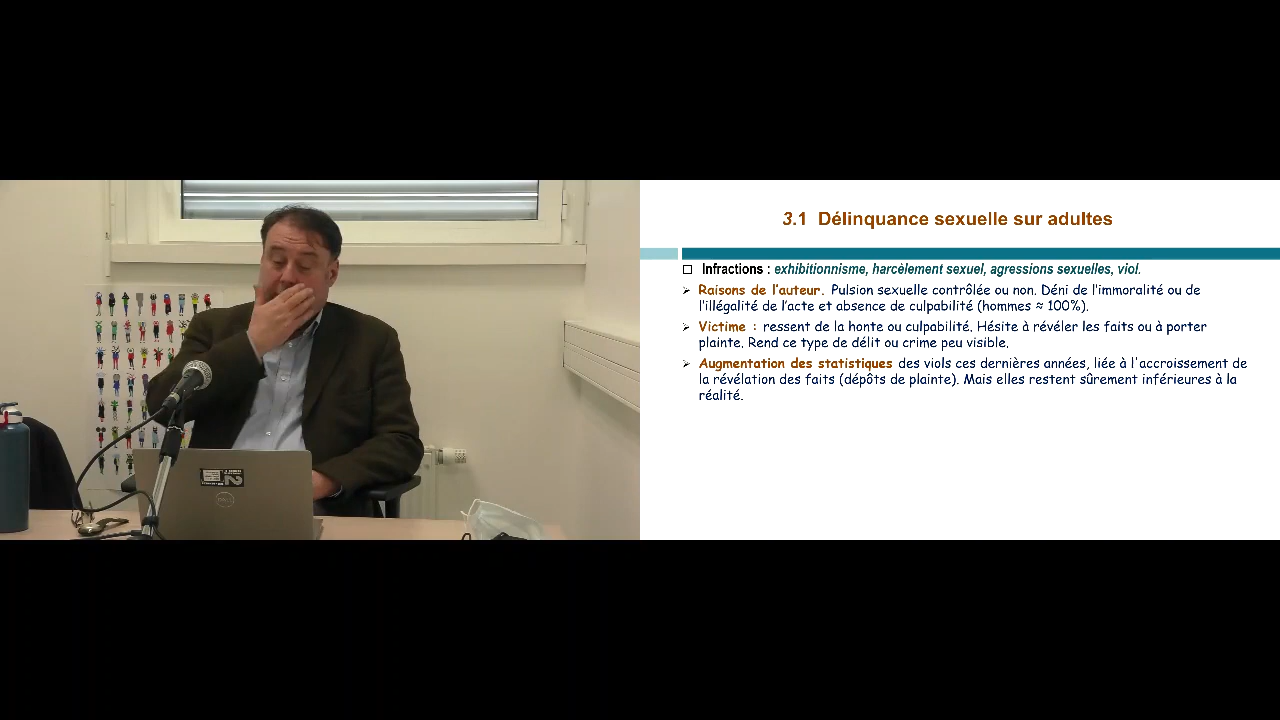 3.1 Délinquance sexuelle sur adultes
Infractions : exhibitionnisme, harcèlement sexuel, agressions sexuelles, viol.
Raisons de l'auteur. Pulsion sexuelle contrôlée ou non. Déni de l'immoralité ou de
l'illégalité de l'acte et absence de culpabilité (hommes ≈ 100%).
Victime : ressent de la honte ou culpabilité. Hésite à révéler les faits ou à porter
plainte. Rend ce type de délit ou crime peu visible.
Augmentation des statistiques des viols ces dernières années, liée à l'accroissement de
la révélation des faits (dépôts de plainte). Mais elles restent sûrement inférieures à la
réalité.
DELL